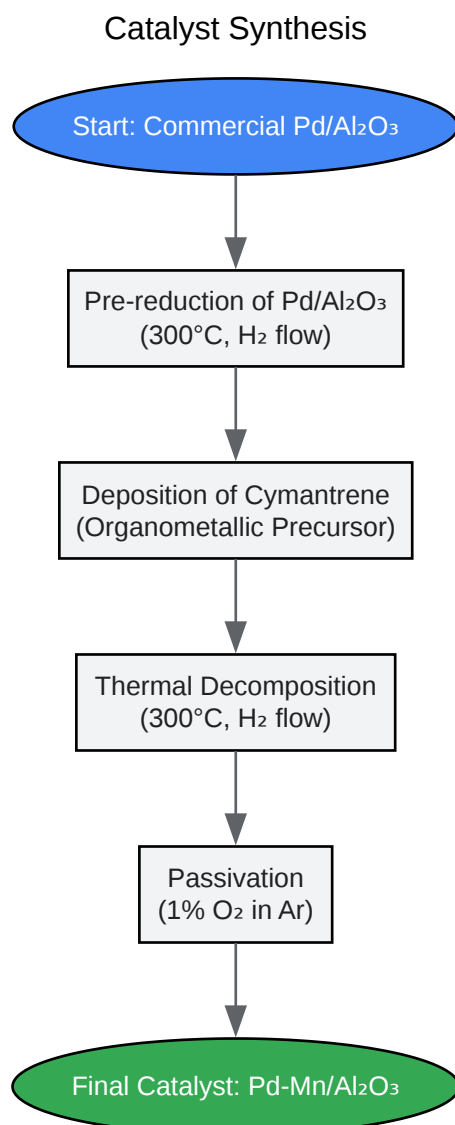 Catalyst Synthesis
Start: Commercial Pd/Al₂O₃
Pre-reduction of Pd/Al₂O₃
(300°C, H₂ flow)
Deposition of Cymantrene
(Organometallic Precursor)
Thermal Decomposition
(300°C, H₂ flow)
Passivation
(1% O₂ in Ar)
Final Catalyst: Pd-Mn/Al₂O₃